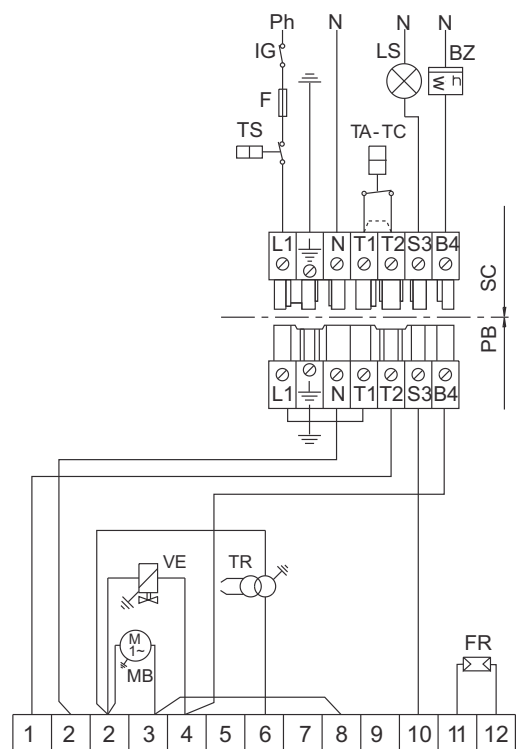 Ph N N N
IG LS BZ
F
TS TA-TC
h
W
L1 N T1 T2 S3 B4
SC
PB
L1 N T1 T2 S3 B4
VE TR
M
1~
MB FR
1 2 2 3 4 5 6 7 8 9 10 11 12